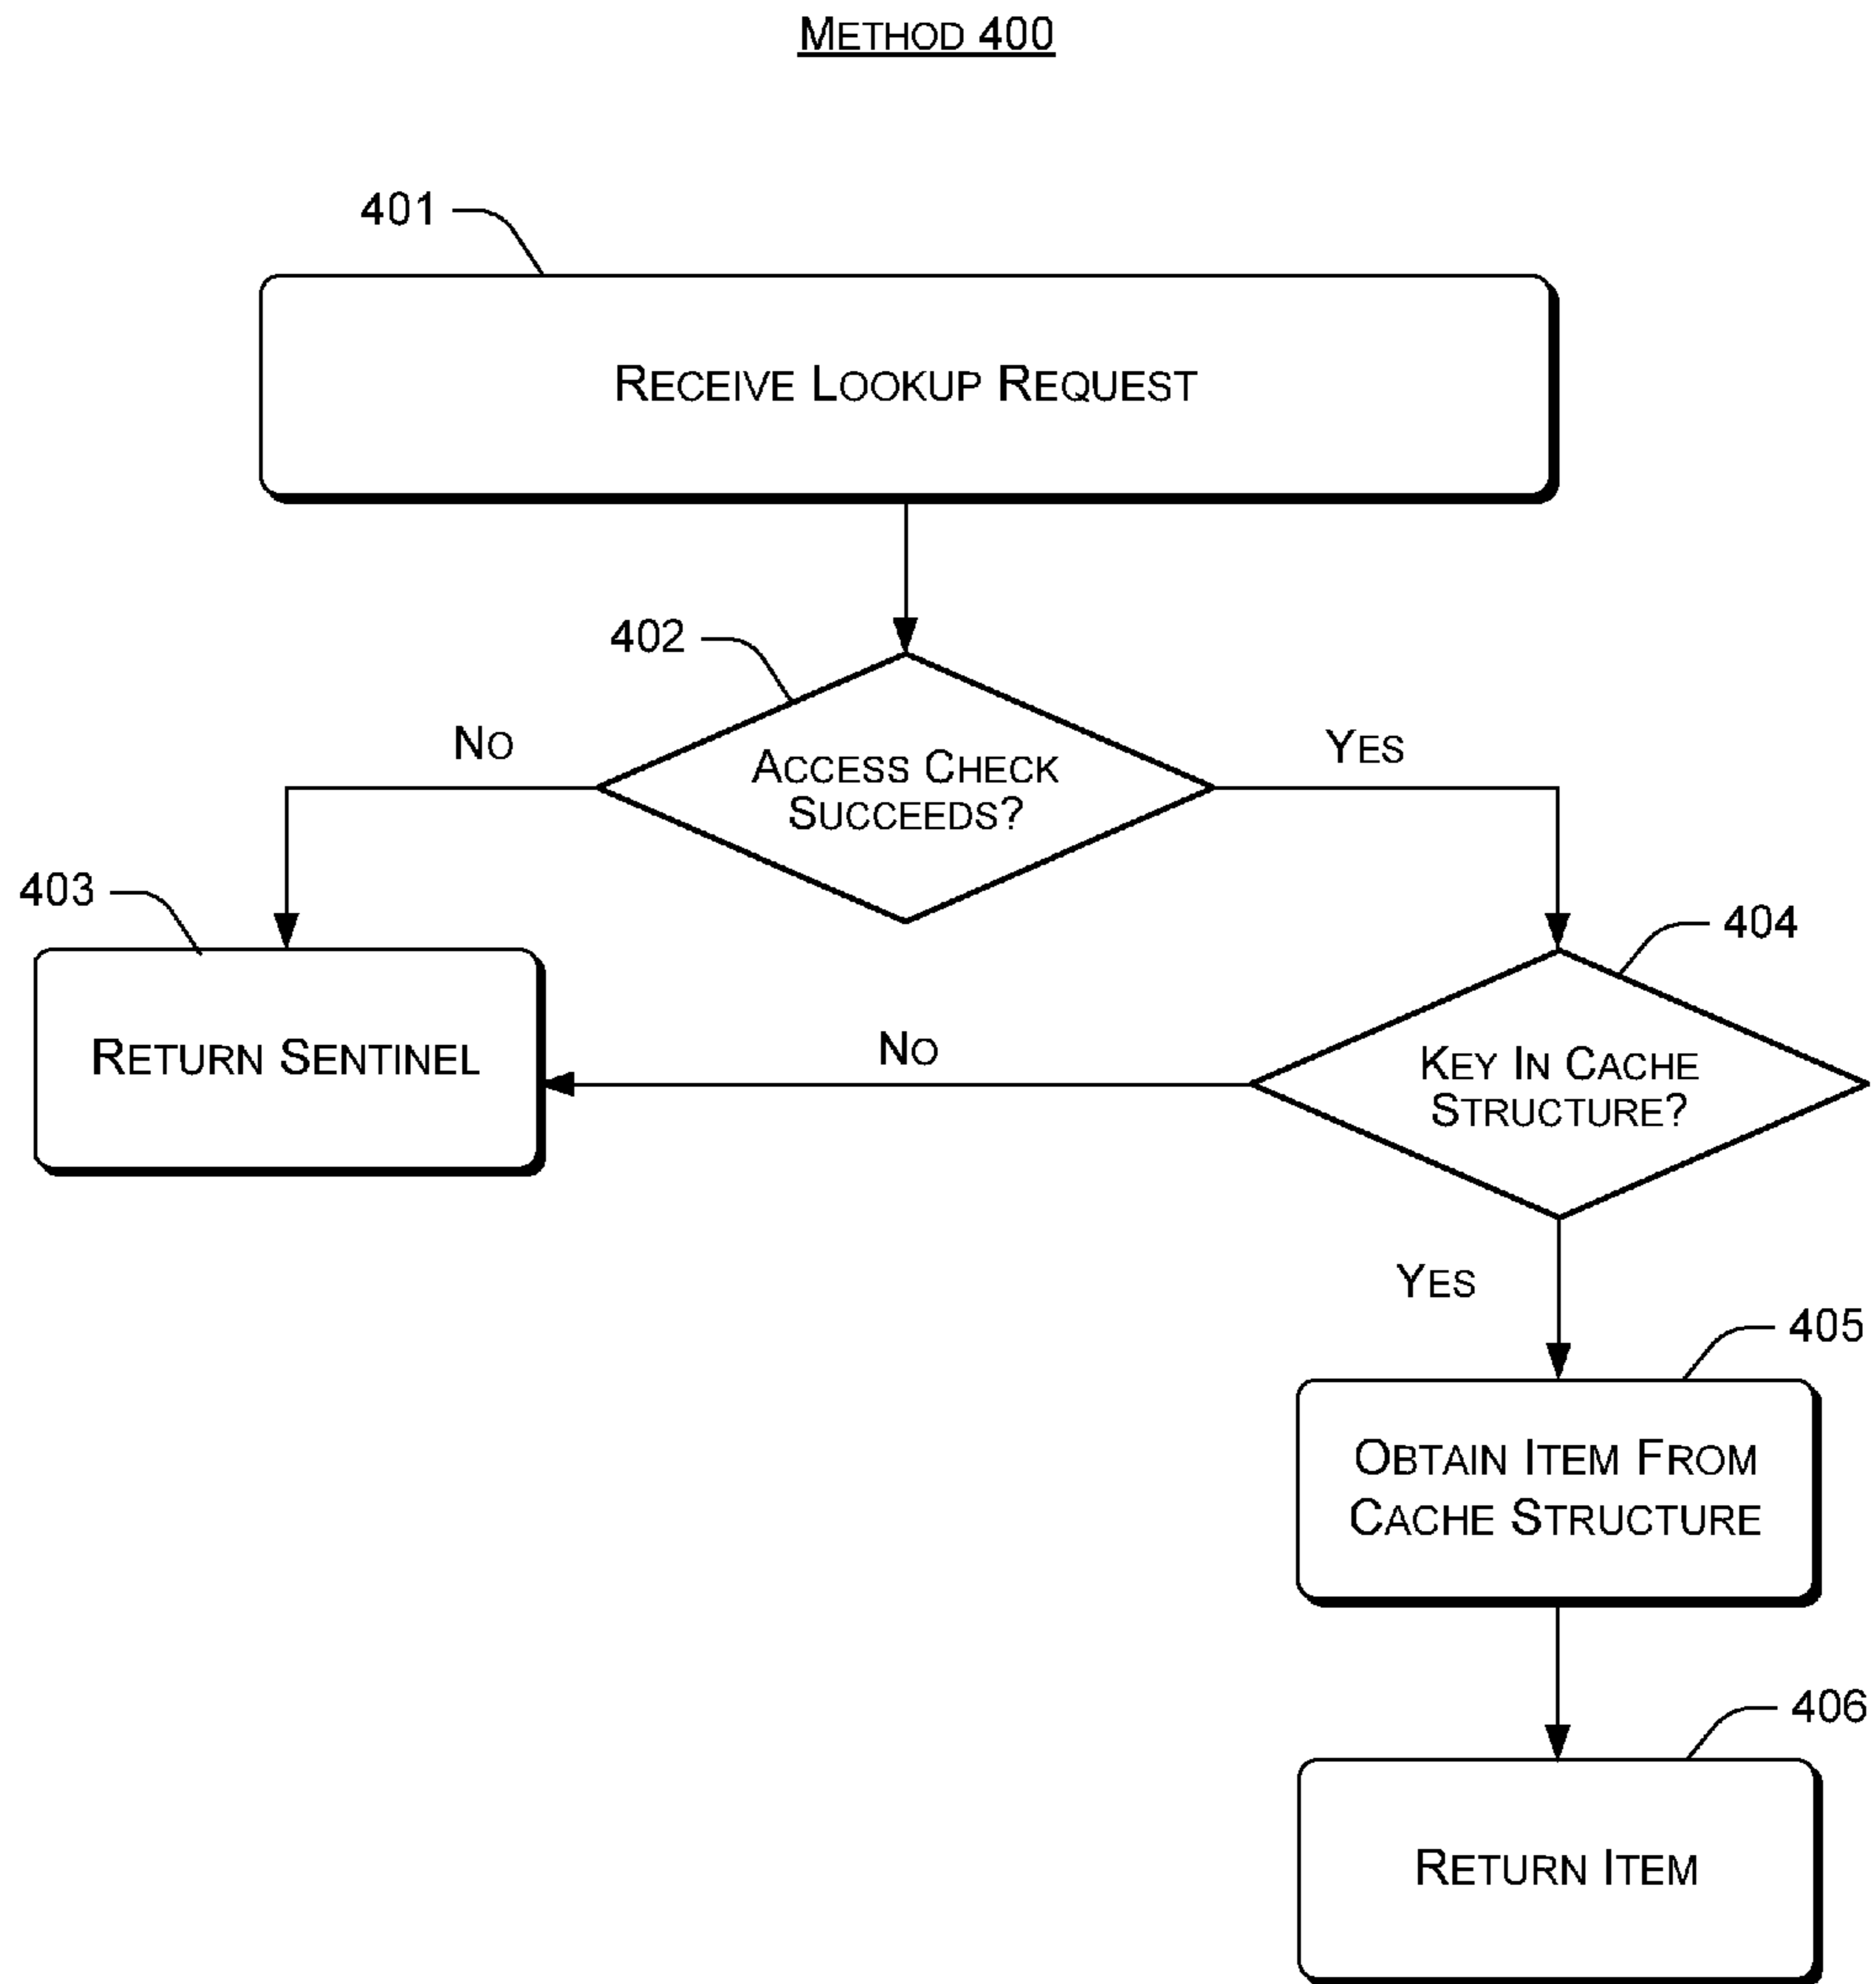 METHOD 400
401
RECEIVE LOOKUP REQUEST
402
NO
YES
ACCESS CHECK
SUCCEEDS?
403
404
RETURN SENTINEL
NO
KEY IN CACHE
STRUCTURE?
YES
405
OBTAIN ITEM FROM
CACHE STRUCTURE
406
RETURN ITEM